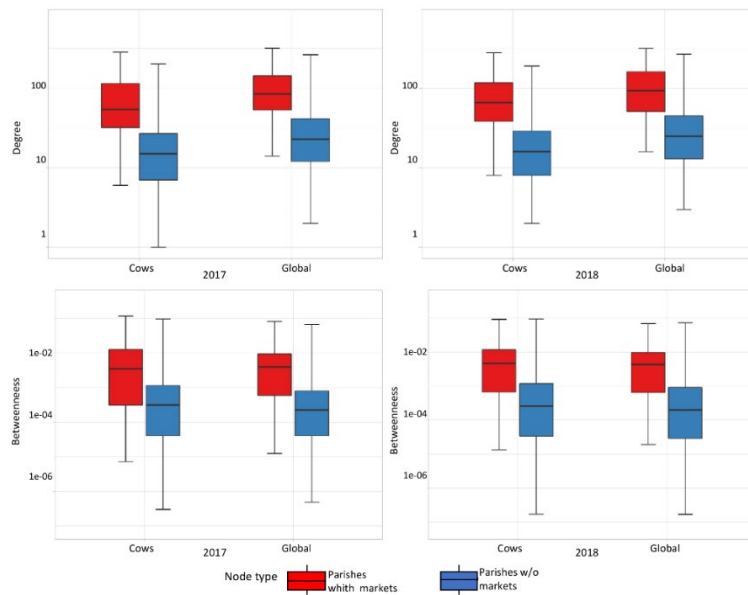 Degree
100
10
1
Cows
2017
Global
Degree
100
10
1
Cows
2018
Global
Betweenneess
1e-02
1e-04
1e-06
Cows
2017
Global
Betweenneess
1e-02
1e-04
1e-06
Cows
2018
Global
Node type
Parishes
whith markets
Parishes w/o
markets